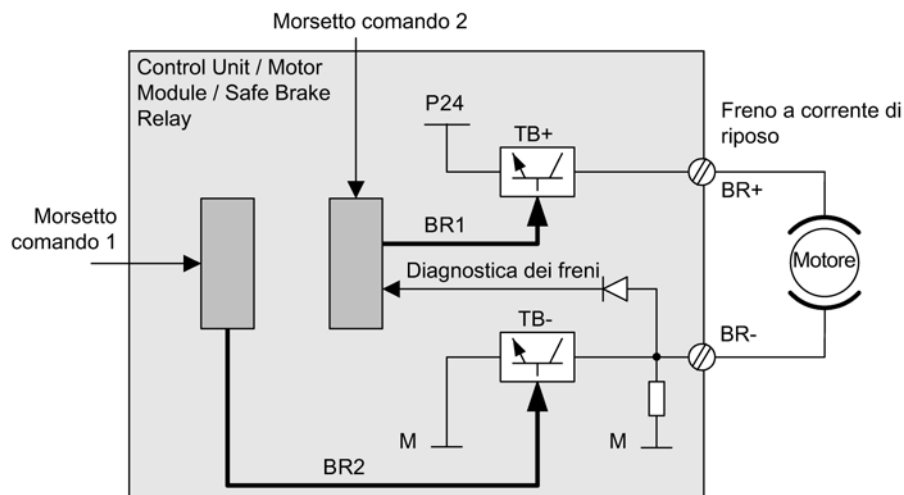 Morsetto comando 2
Control Unit / Motor
Module / Safe Brake
Relay
P24
TB+
Freno a corrente di
riposo
BR+
Morsetto
comando 1
BR1
Diagnostica dei freni
Motore
TB-
BR-
M
M
BR2